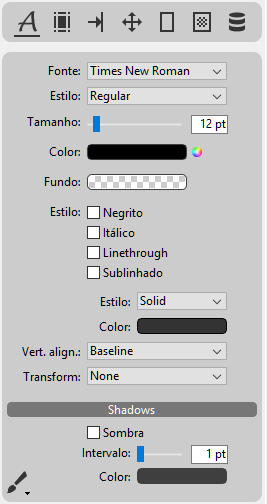 A
Fonte: Times New Roman
Estilo: Regular
Tamanho: 12 pt
Color:
Fundo:
Estilo: Negrito
Itálico
Linethrough
Sublinhado
Estilo: Solid
Color:
Vert. align.: Baseline
Transform: None
Shadows
Sombra
Intervalo: 1 pt
Color: